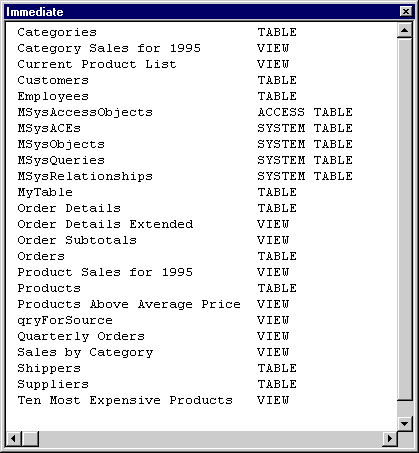 Immediate
Categories TABLE
Category Sales for 1995 VIEW
Current Product List VIEW
Customers TABLE
Employees TABLE
MSysAccessObjects ACCESS TABLE
MSysACEs SYSTEM TABLE
MSysObjects SYSTEM TABLE
MSysQueries SYSTEM TABLE
MSysRelationships SYSTEM TABLE
MyTable TABLE
Order Details TABLE
Order Details Extended VIEW
Order Subtotals VIEW
Orders TABLE
Product Sales for 1995 VIEW
Products TABLE
Products Above Average Price VIEW
qryForSource VIEW
Quarterly Orders VIEW
Sales by Category VIEW
Shippers TABLE
Suppliers TABLE
Ten Most Expensive Products VIEW